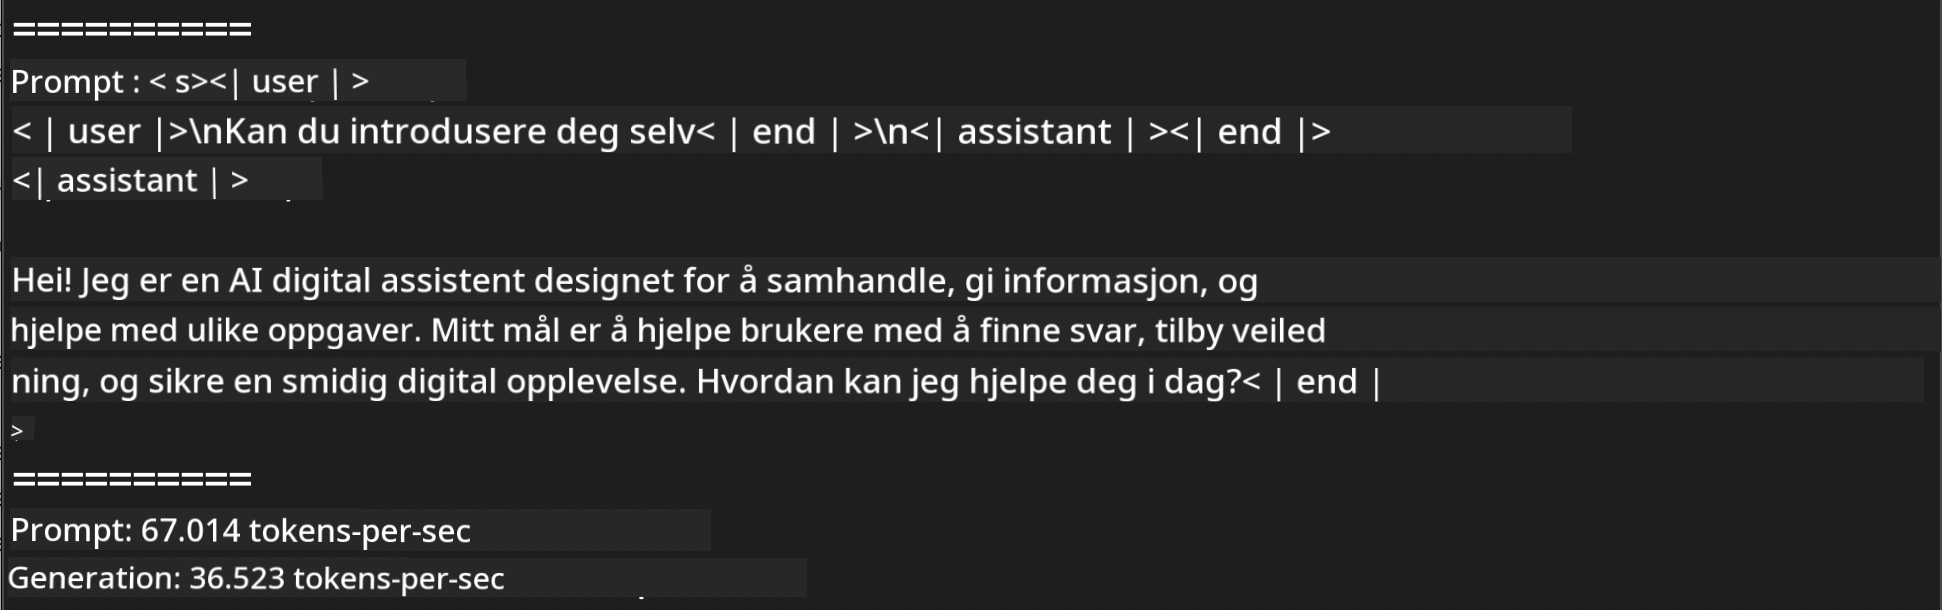 ==========
Prompt : < s><| user | >
< | user |>\nKan du introdusere deg selv< | end | >\n<| assistant | ><| end |>
<| assistant | >
Hei! Jeg er en AI digital assistent designet for å samhandle, gi informasjon, og
hjelpe med ulike oppgaver. Mitt mål er å hjelpe brukere med å finne svar, tilby veiled
ning, og sikre en smidig digital opplevelse. Hvordan kan jeg hjelpe deg i dag?< | end |
>
==========
Prompt: 67.014 tokens-per-sec
Generation: 36.523 tokens-per-sec